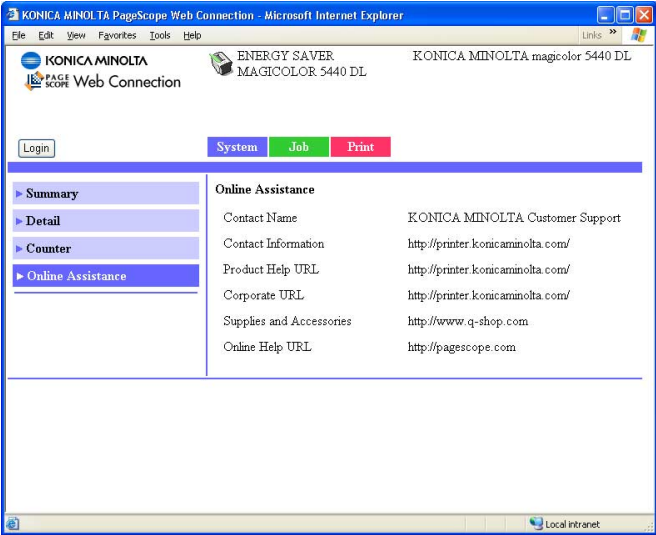 KONICA MINOLTA PageScope Web Connection - Microsoft Internet Explorer
File Edit View Favorites Tools Help Links »
KONICA MINOLTA
PAGE SCOPE Web Connection
ENERGY SAVER
MAGICOLOR 5440 DL
KONICA MINOLTA magicolor 5440 DL
Login
System Job Print
Summary
Detail
Counter
Online Assistance
Online Assistance
Contact Name KONICA MINOLTA Customer Support
Contact Information http://printer.konicaminolta.com/
Product Help URL http://printer.konicaminolta.com/
Corporate URL http://printer.konicaminolta.com/
Supplies and Accessories http://www.q-shop.com
Online Help URL http://pagescope.com
Local intranet